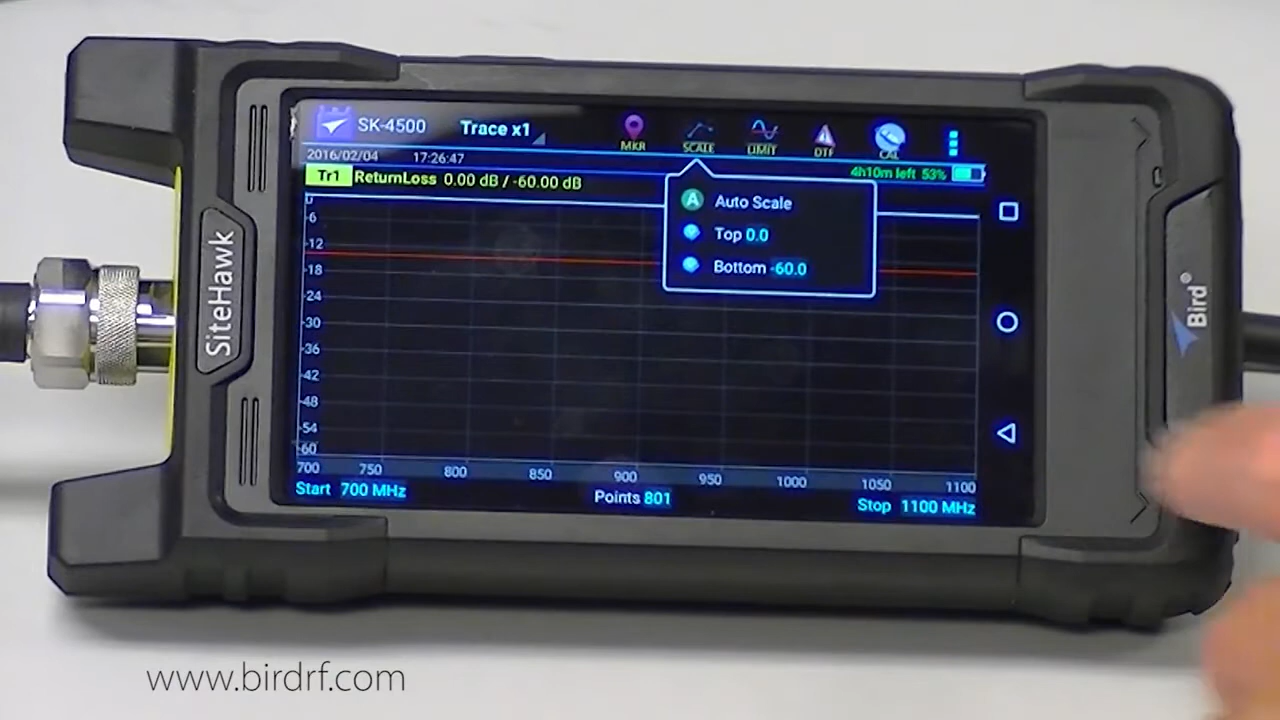 SK-4500 Trace x1
MKR SCALE LIMIT DTF CAL
2016/02/04 17:26:47
4h10m left 53%
Tr1 ReturnLoss 0.00 dB / -60.00 dB
A Auto Scale
Top 0.0
Bottom -60.0
0
-6
-12
-18
-24
-30
-36
-42
-48
-54
-60
700 750 800 850 900 950 1000 1050 1100
Start 700 MHz Points 801 Stop 1100 MHz
SiteHawk
Bird®
www.birdrf.com